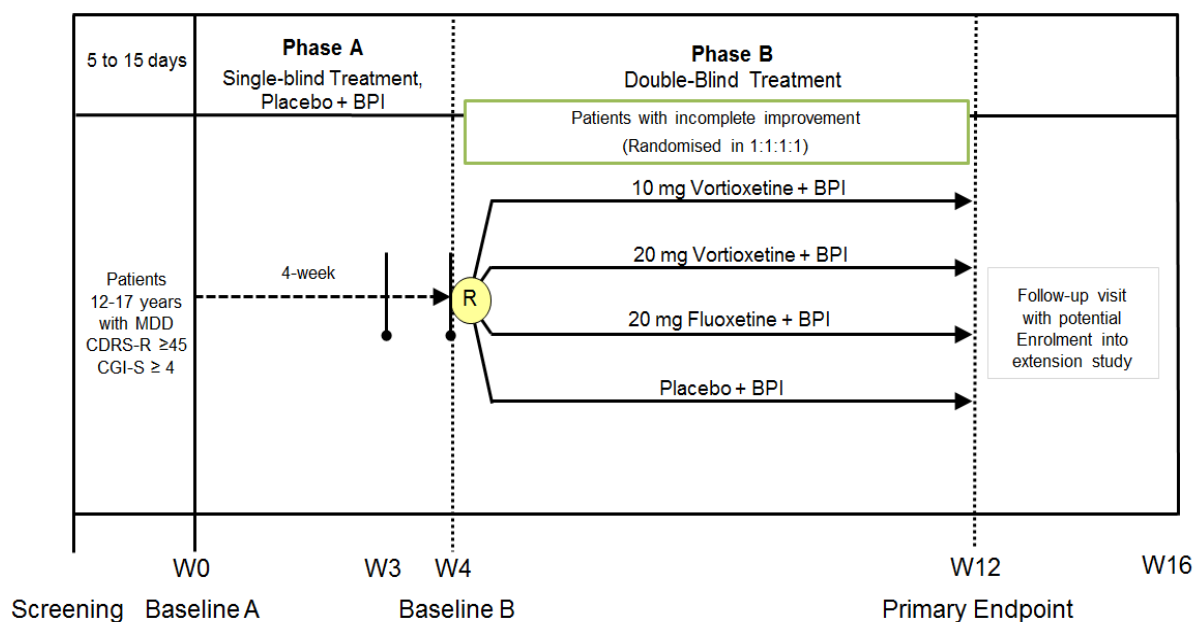 5 to 15 days
Phase A
Single-blind Treatment,
Placebo + BPI
Phase B
Double-Blind Treatment
Patients with incomplete improvement
(Randomised in 1:1:1:1)
Patients
12-17 years
with MDD
CDRS-R ≥45
CGI-S ≥ 4
4-week
R
10 mg Vortioxetine + BPI
20 mg Vortioxetine + BPI
20 mg Fluoxetine + BPI
Placebo + BPI
Follow-up visit
with potential
Enrolment into
extension study
W0
W3
W4
W12
W16
Screening
Baseline A
Baseline B
Primary Endpoint